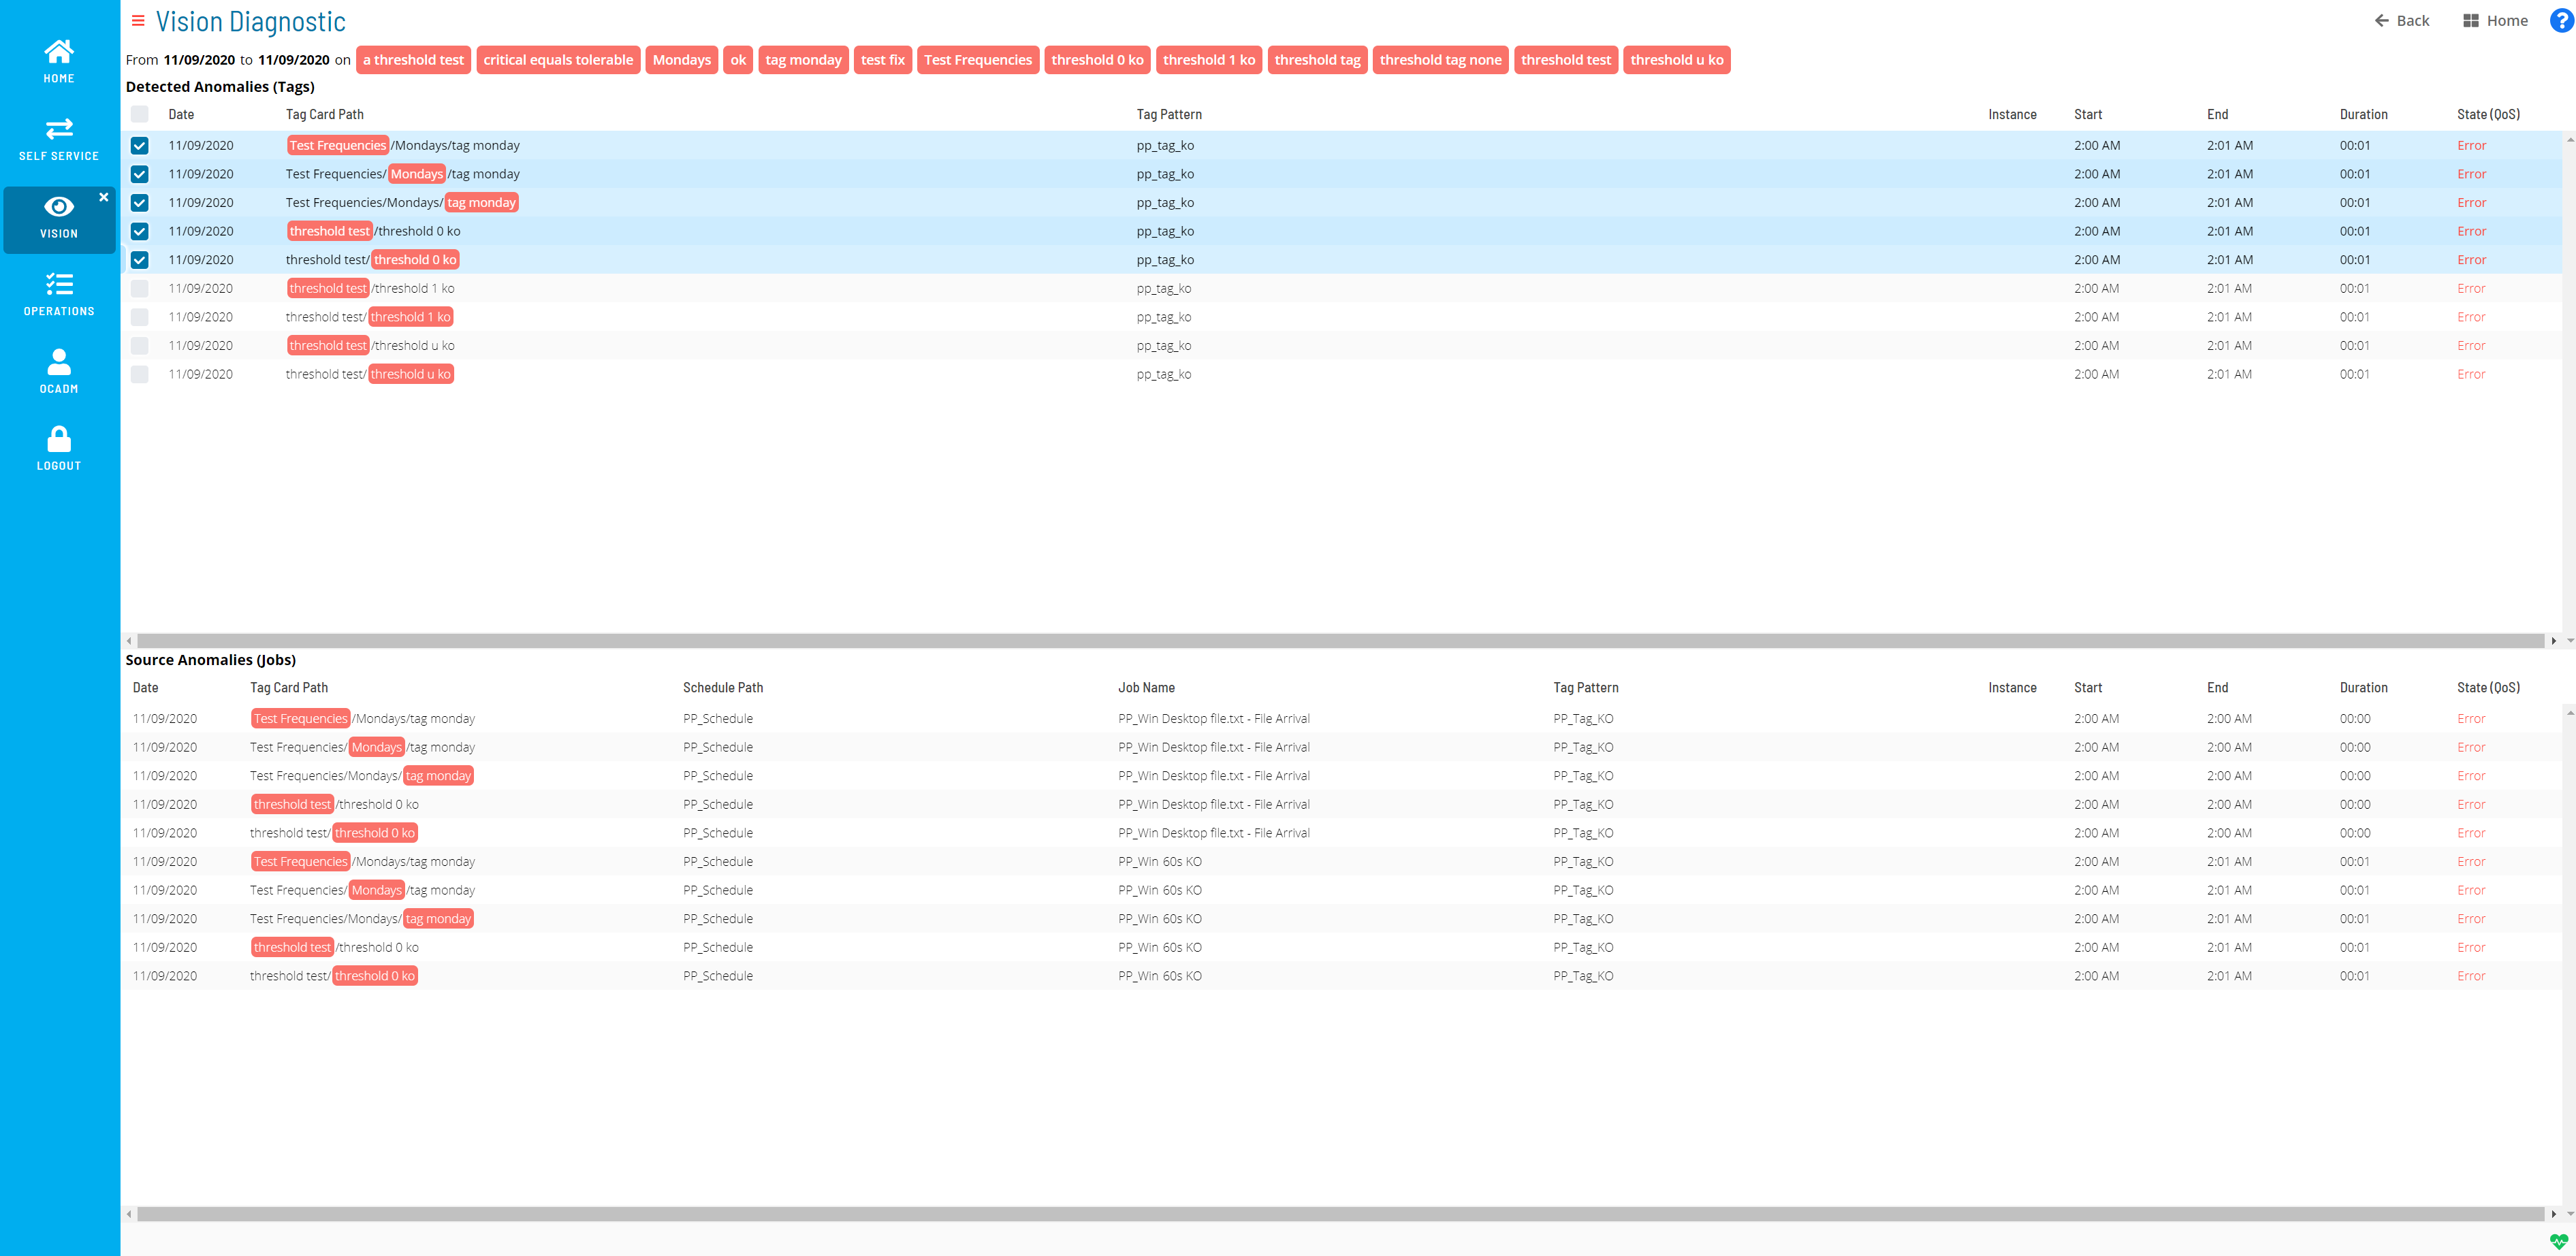 Vision Diagnostic
Back
Home
?
From 11/09/2020 to 11/09/2020 on a threshold test critical equals tolerable Mondays ok tag monday test fix Test Frequencies threshold 0 ko threshold 1 ko threshold tag threshold tag none threshold test threshold u ko
HOME
SELF SERVICE
VISION
OPERATIONS
OCADM
LOGOUT
Detected Anomalies (Tags)
Date Tag Card Path Tag Pattern Instance Start End Duration State (QoS)
11/09/2020 Test Frequencies/Mondays/tag monday pp_tag_ko 2:00 AM 2:01 AM 00:01 Error
11/09/2020 Test Frequencies/Mondays/tag monday pp_tag_ko 2:00 AM 2:01 AM 00:01 Error
11/09/2020 Test Frequencies/Mondays/tag monday pp_tag_ko 2:00 AM 2:01 AM 00:01 Error
11/09/2020 threshold test/threshold 0 ko pp_tag_ko 2:00 AM 2:01 AM 00:01 Error
11/09/2020 threshold test/threshold 0 ko pp_tag_ko 2:00 AM 2:01 AM 00:01 Error
11/09/2020 threshold test/threshold 1 ko pp_tag_ko 2:00 AM 2:01 AM 00:01 Error
11/09/2020 threshold test/threshold 1 ko pp_tag_ko 2:00 AM 2:01 AM 00:01 Error
11/09/2020 threshold test/threshold u ko pp_tag_ko 2:00 AM 2:01 AM 00:01 Error
11/09/2020 threshold test/threshold u ko pp_tag_ko 2:00 AM 2:01 AM 00:01 Error
Source Anomalies (Jobs)
Date Tag Card Path Schedule Path Job Name Tag Pattern Instance Start End Duration State (QoS)
11/09/2020 Test Frequencies/Mondays/tag monday PP_Schedule PP_Win Desktop file.txt - File Arrival PP_Tag_KO 2:00 AM 2:00 AM 00:00 Error
11/09/2020 Test Frequencies/Mondays/tag monday PP_Schedule PP_Win Desktop file.txt - File Arrival PP_Tag_KO 2:00 AM 2:00 AM 00:00 Error
11/09/2020 Test Frequencies/Mondays/tag monday PP_Schedule PP_Win Desktop file.txt - File Arrival PP_Tag_KO 2:00 AM 2:00 AM 00:00 Error
11/09/2020 threshold test/threshold 0 ko PP_Schedule PP_Win Desktop file.txt - File Arrival PP_Tag_KO 2:00 AM 2:00 AM 00:00 Error
11/09/2020 threshold test/threshold 0 ko PP_Schedule PP_Win Desktop file.txt - File Arrival PP_Tag_KO 2:00 AM 2:00 AM 00:00 Error
11/09/2020 Test Frequencies/Mondays/tag monday PP_Schedule PP_Win 60s KO PP_Tag_KO 2:00 AM 2:01 AM 00:01 Error
11/09/2020 Test Frequencies/Mondays/tag monday PP_Schedule PP_Win 60s KO PP_Tag_KO 2:00 AM 2:01 AM 00:01 Error
11/09/2020 Test Frequencies/Mondays/tag monday PP_Schedule PP_Win 60s KO PP_Tag_KO 2:00 AM 2:01 AM 00:01 Error
11/09/2020 threshold test/threshold 0 ko PP_Schedule PP_Win 60s KO PP_Tag_KO 2:00 AM 2:01 AM 00:01 Error
11/09/2020 threshold test/threshold 0 ko PP_Schedule PP_Win 60s KO PP_Tag_KO 2:00 AM 2:01 AM 00:01 Error